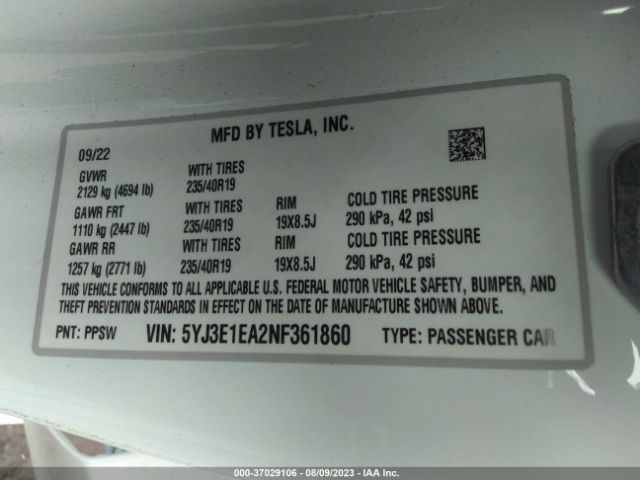 MFD BY TESLA, INC.
09/22
GVWR WITH TIRES
2129 kg (4694 lb) 235/40R19
GAWR FRT WITH TIRES RIM COLD TIRE PRESSURE
1110 kg (2447 lb) 235/40R19 19X8.5J 290 kPa, 42 psi
GAWR RR WITH TIRES RIM COLD TIRE PRESSURE
1257 kg (2771 lb) 235/40R19 19X8.5J 290 kPa, 42 psi
THIS VEHICLE CONFORMS TO ALL APPLICABLE U.S. FEDERAL MOTOR VEHICLE SAFETY, BUMPER, AND
THEFT PREVENTION STANDARDS IN EFFECT ON THE DATE OF MANUFACTURE SHOWN ABOVE.
PNT: PPSW VIN: 5YJ3E1EA2NF361860 TYPE: PASSENGER CAR
000-37029106 - 08/09/2023 - IAA Inc.